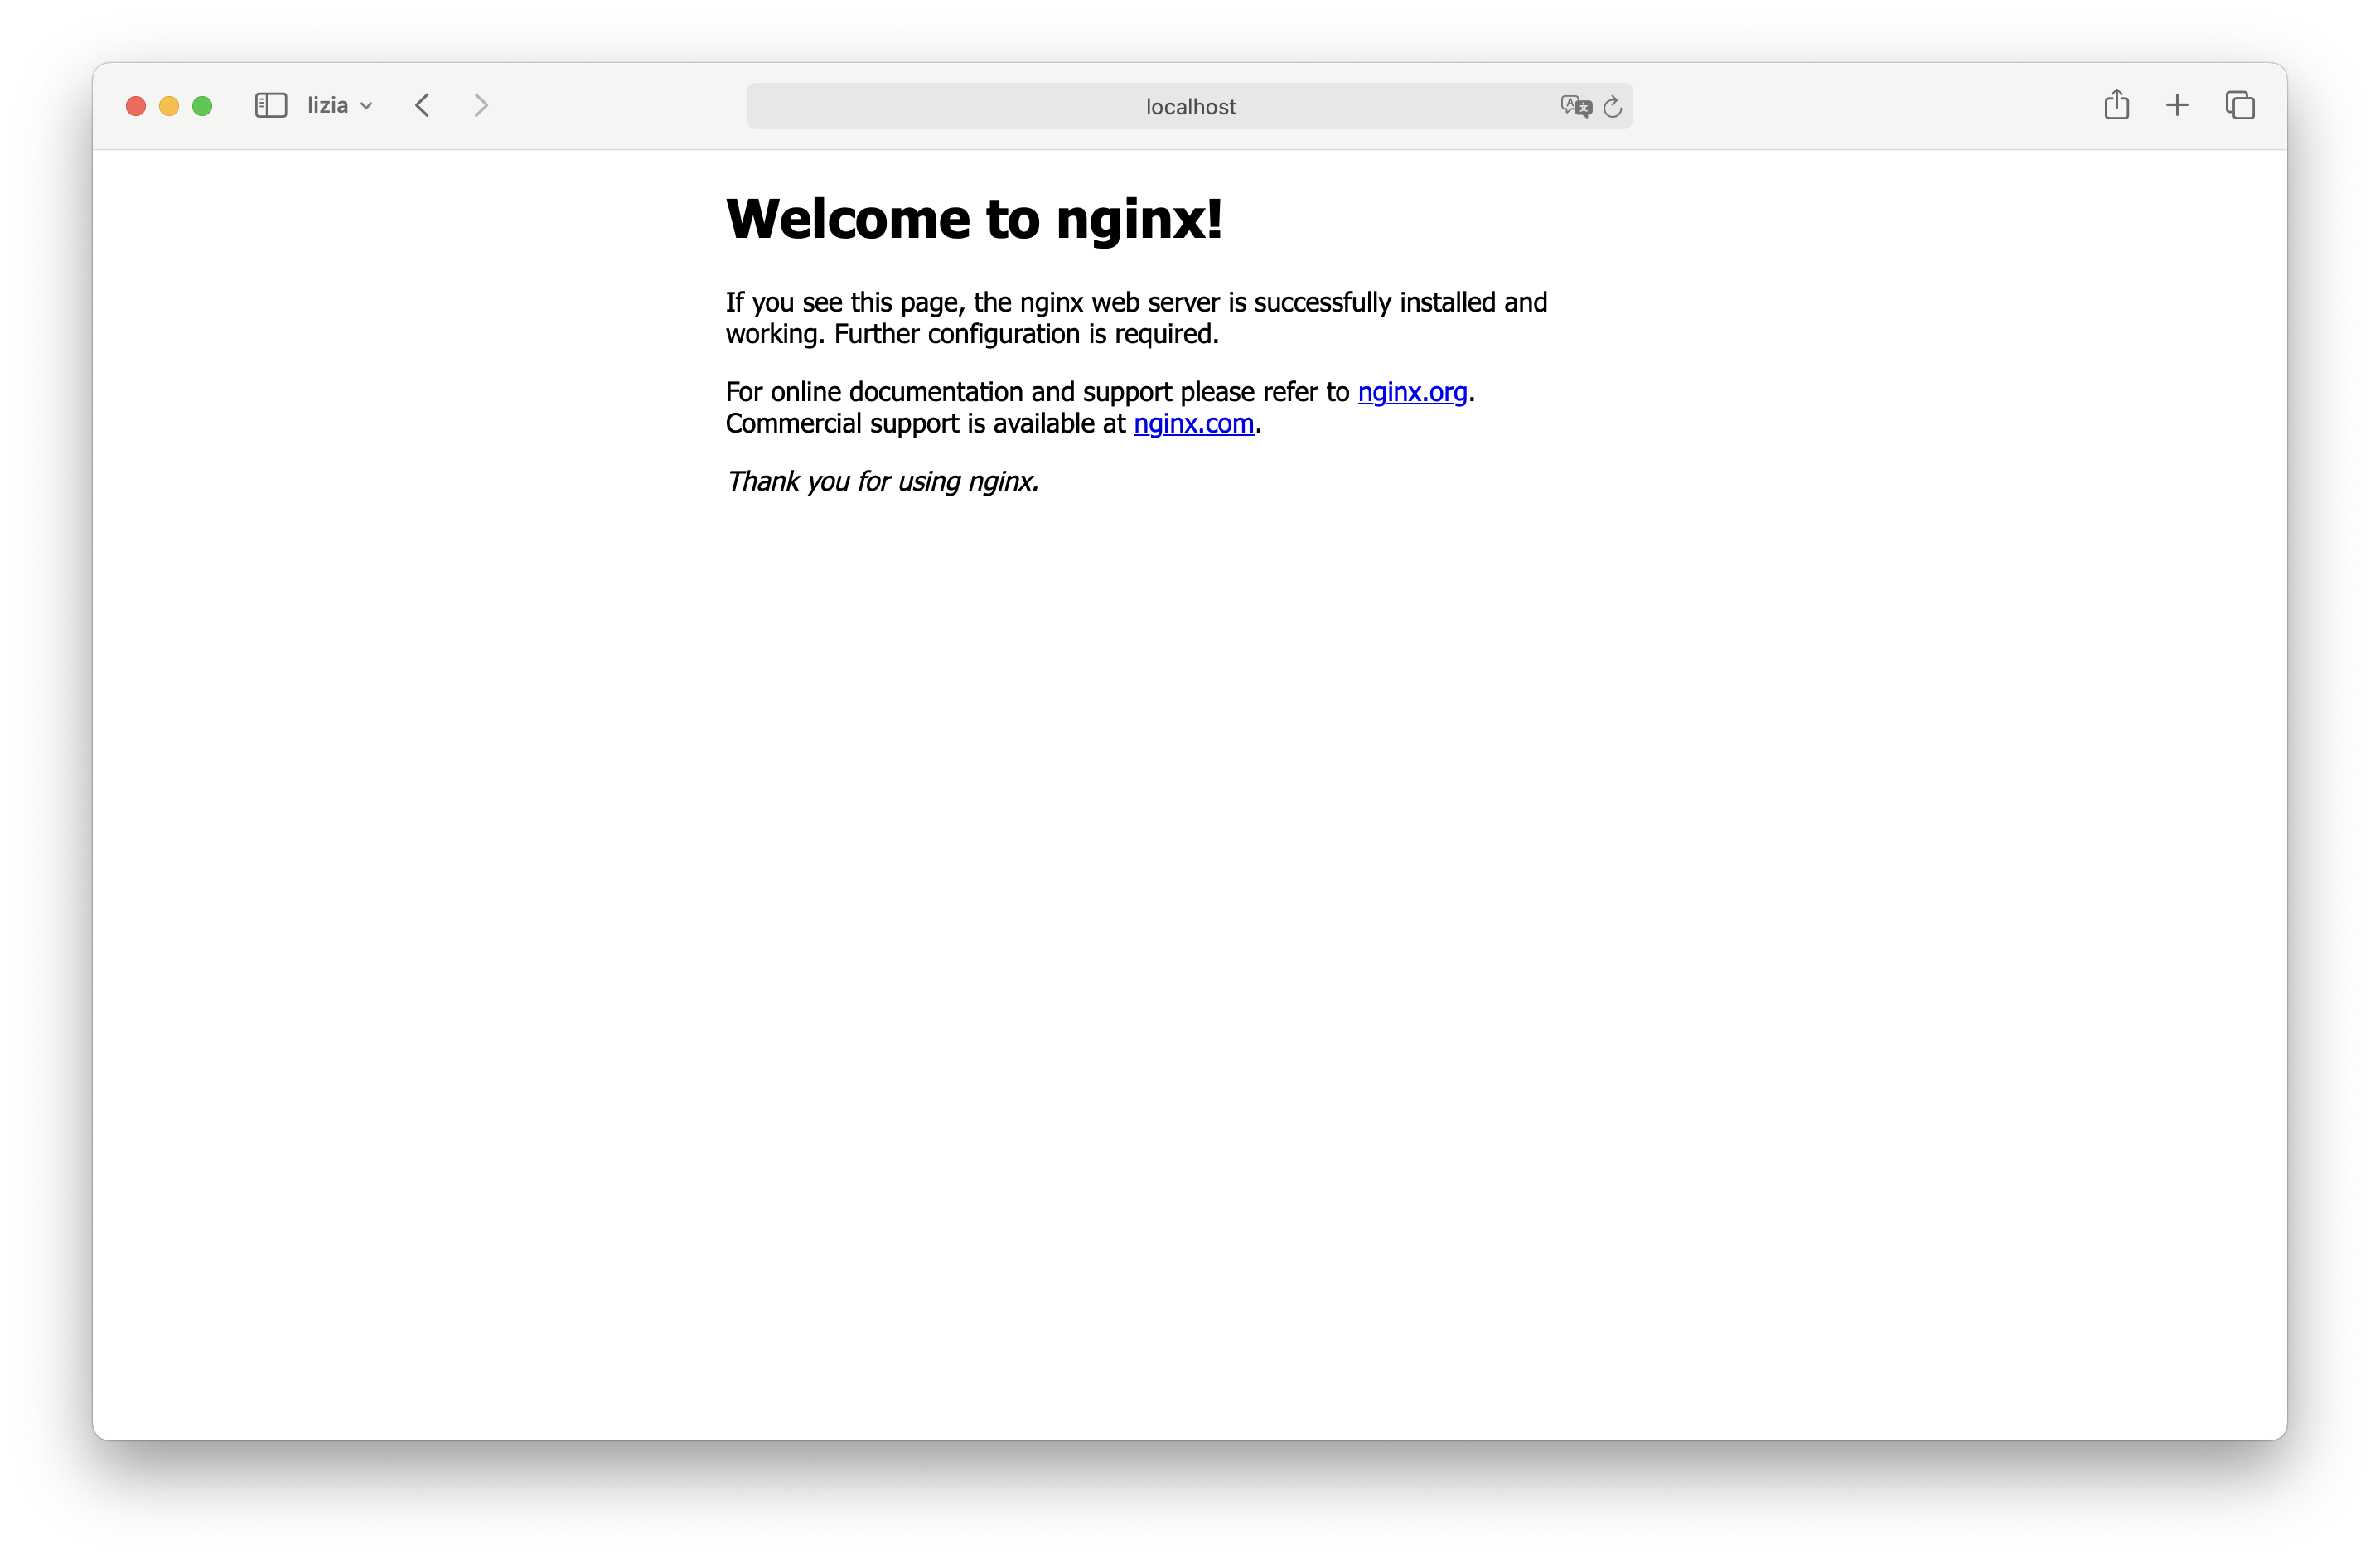 lizia
localhost
Welcome to nginx!
If you see this page, the nginx web server is successfully installed and
working. Further configuration is required.
For online documentation and support please refer to nginx.org.
Commercial support is available at nginx.com.
Thank you for using nginx.